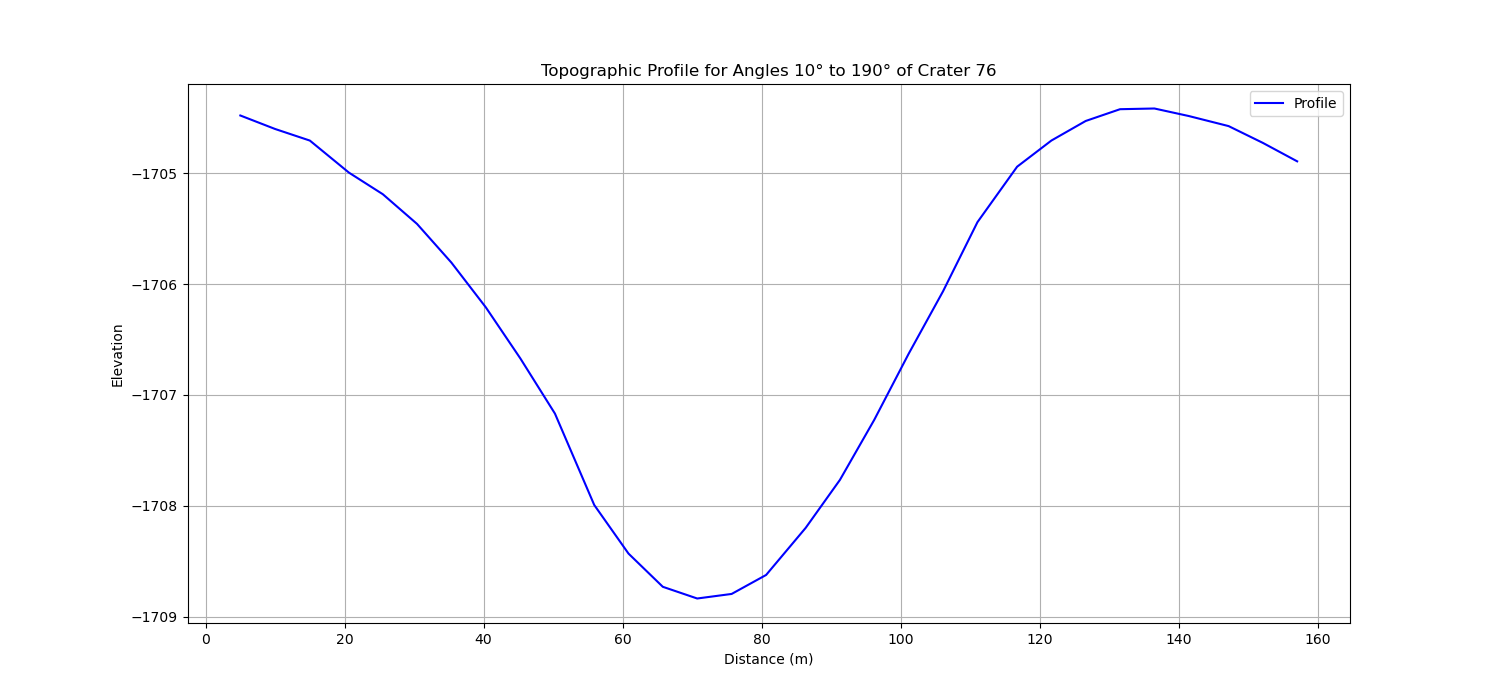 Topographic Profile for Angles 10° to 190° of Crater 76
Profile
−1705
−1706
−1707
−1708
−1709
Elevation
0 20 40 60 80 100 120 140 160
Distance (m)